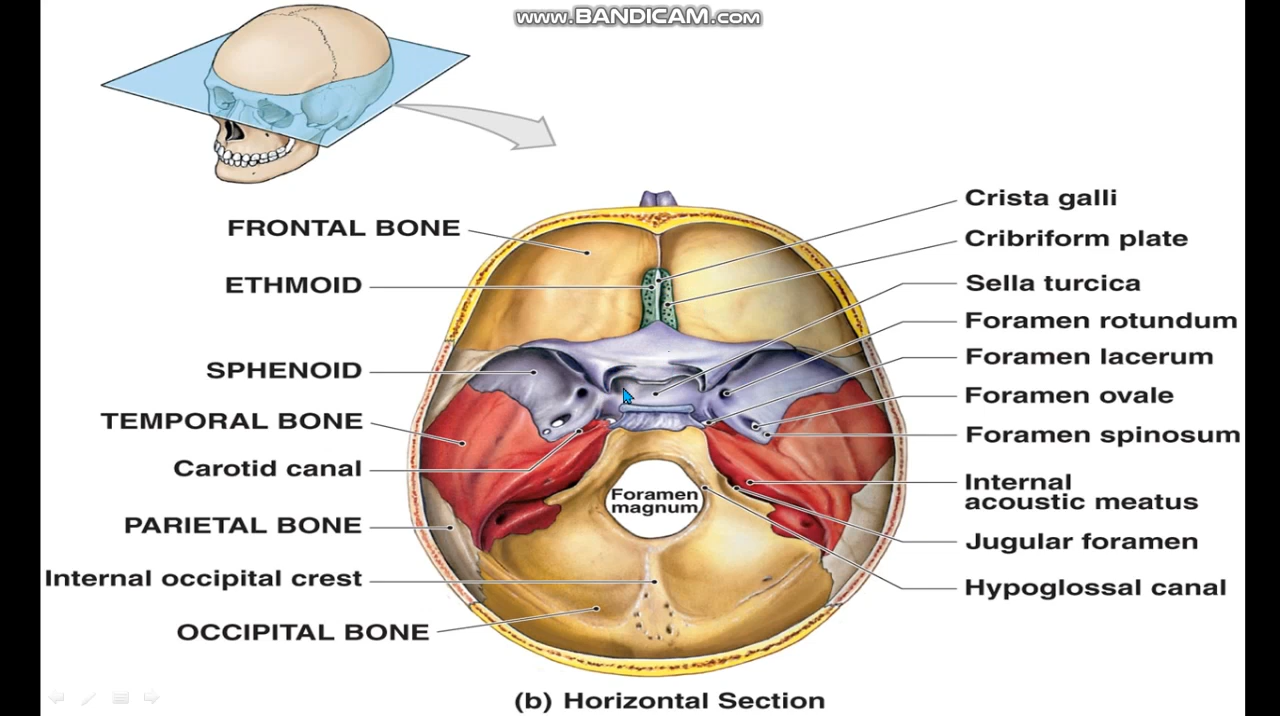 www.BANDICAM.com
FRONTAL BONE
ETHMOID
SPHENOID
TEMPORAL BONE
Carotid canal
PARIETAL BONE
Internal occipital crest
OCCIPITAL BONE
Crista galli
Cribriform plate
Sella turcica
Foramen rotundum
Foramen lacerum
Foramen ovale
Foramen spinosum
Internal
acoustic meatus
Jugular foramen
Hypoglossal canal
Foramen
magnum
(b) Horizontal Section